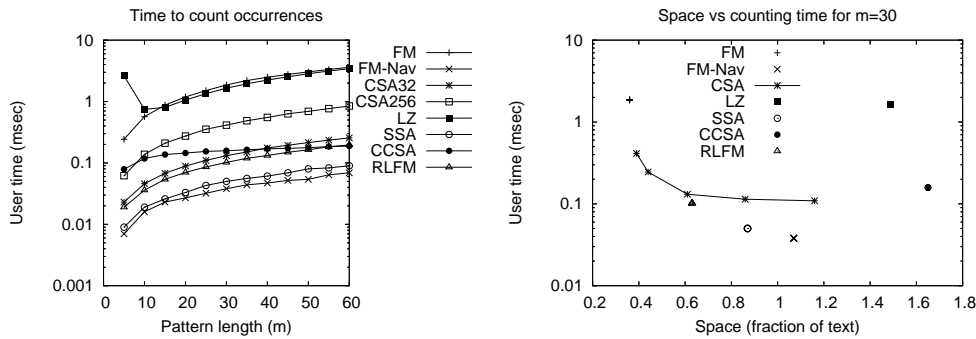 Time to count occurrences
10
1
0.1
0.01
0.001
0 10 20 30 40 50 60
User time (msec)
Pattern length (m)
FM
FM-Nav
CSA32
CSA256
LZ
SSA
CCSA
RLFM
Space vs counting time for m=30
10
1
0.1
0.01
0.2 0.4 0.6 0.8 1 1.2 1.4 1.6 1.8
User time (msec)
Space (fraction of text)
FM
FM-Nav
CSA
LZ
SSA
CCSA
RLFM